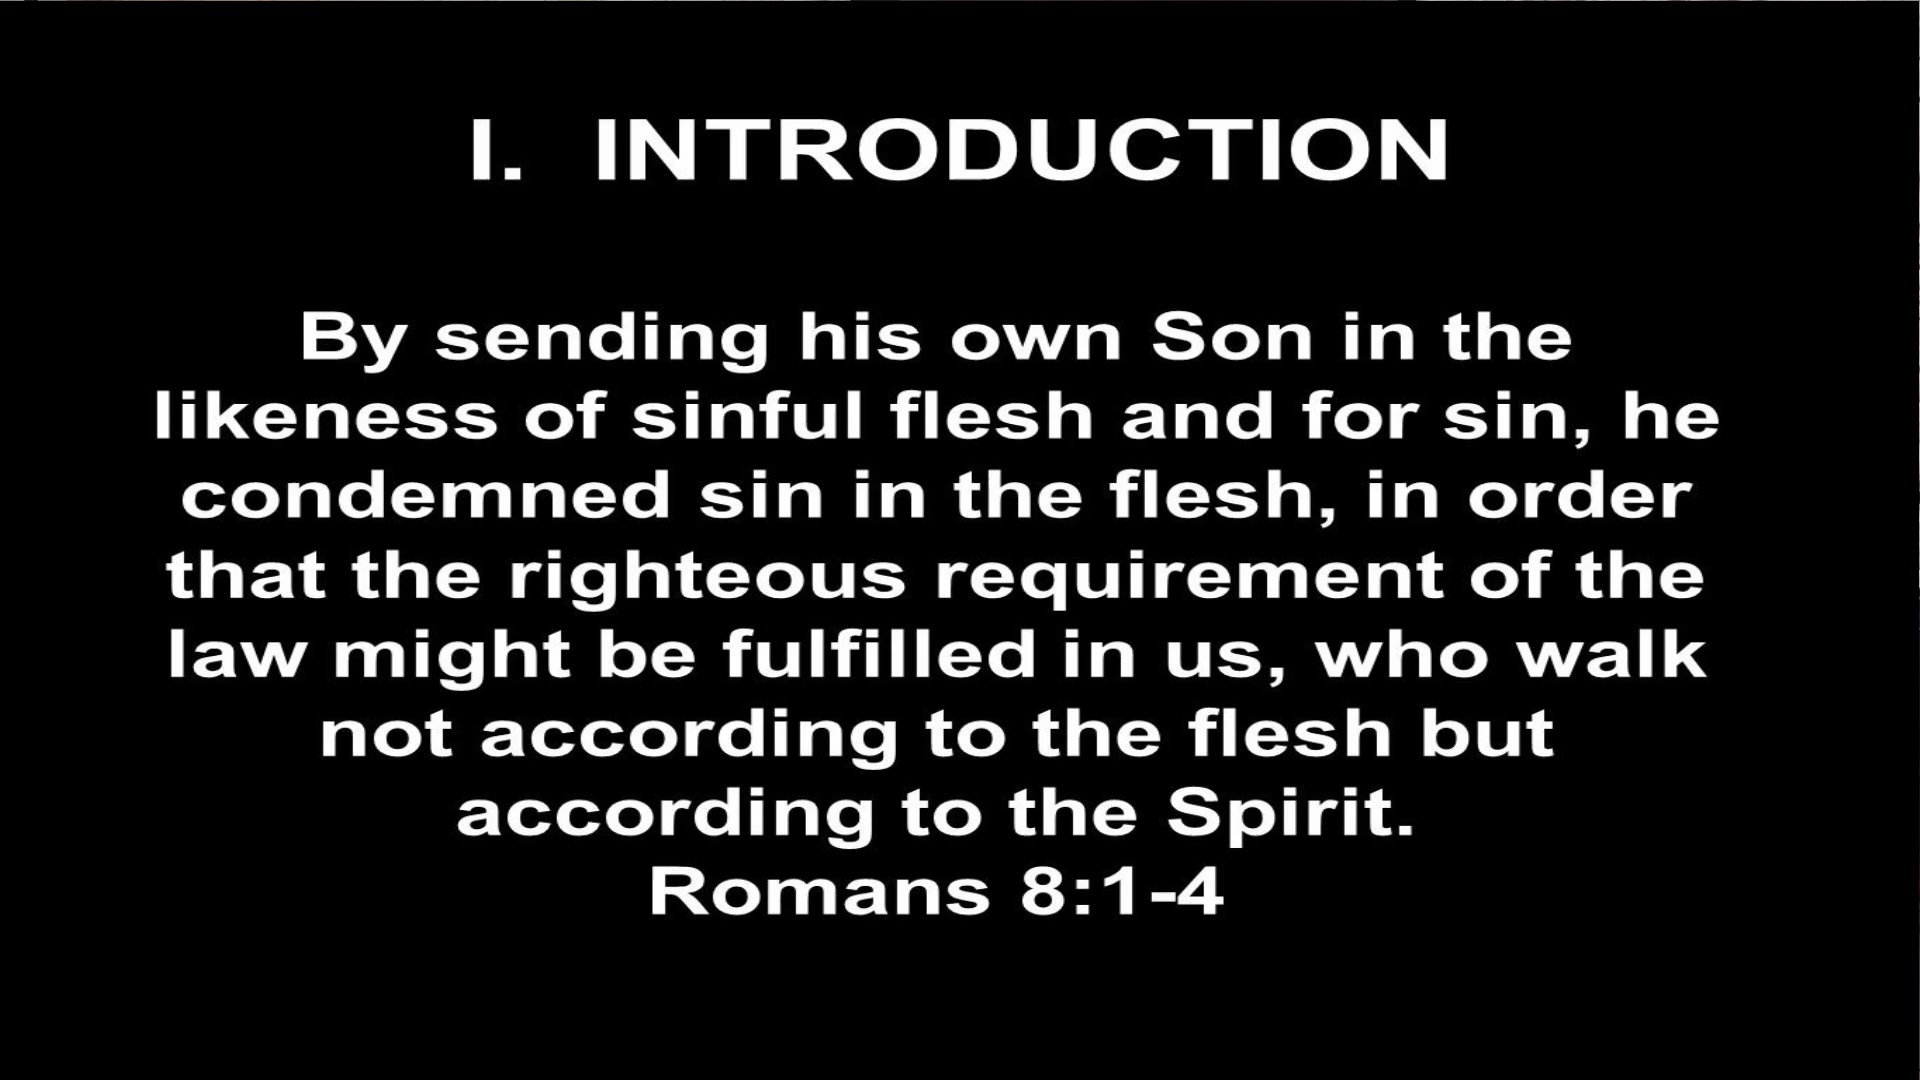 I. INTRODUCTION
By sending his own Son in the
likeness of sinful flesh and for sin, he
condemned sin in the flesh, in order
that the righteous requirement of the
law might be fulfilled in us, who walk
not according to the flesh but
according to the Spirit.
Romans 8:1-4